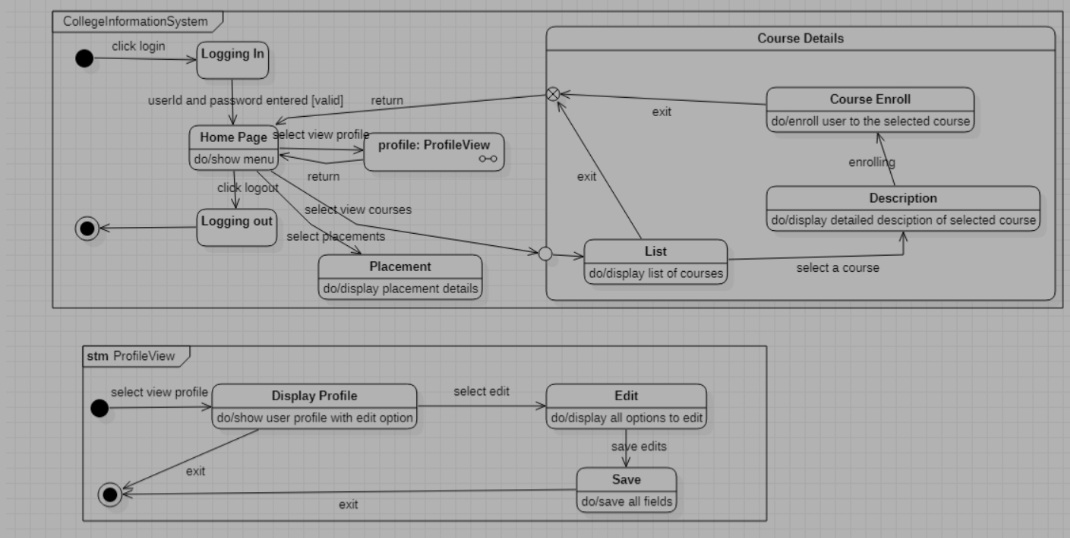 CollegeInformationSystem
click login
Logging In
userId and password entered [valid]
return
Home Page
do/show menu
select view profile
profile: ProfileView
return
click logout
Logging out
select view courses
select placements
Placement
do/display placement details
Course Details
Course Enroll
do/enroll user to the selected course
exit
enrolling
exit
Description
do/display detailed desciption of selected course
List
do/display list of courses
select a course
stm ProfileView
select view profile
Display Profile
do/show user profile with edit option
select edit
Edit
do/display all options to edit
save edits
exit
Save
do/save all fields
exit